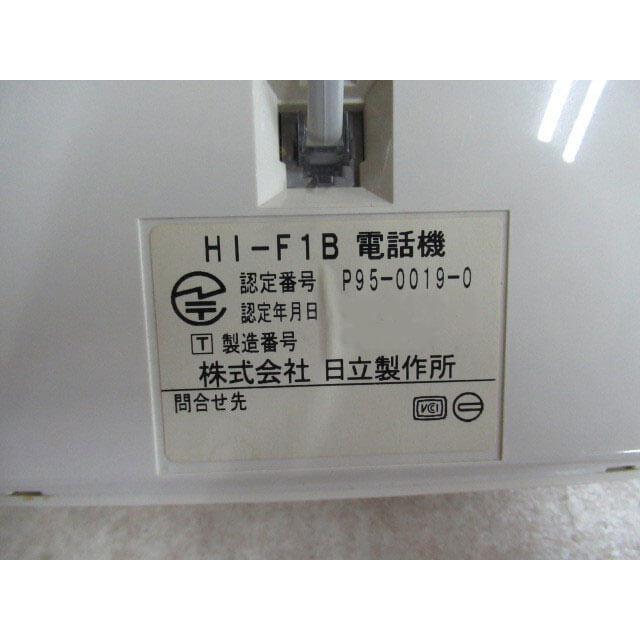 HI-F1B 電話機
認定番号 P95-0019-0
認定年月日
T 製造番号
株式会社 日立製作所
問合せ先
VCI